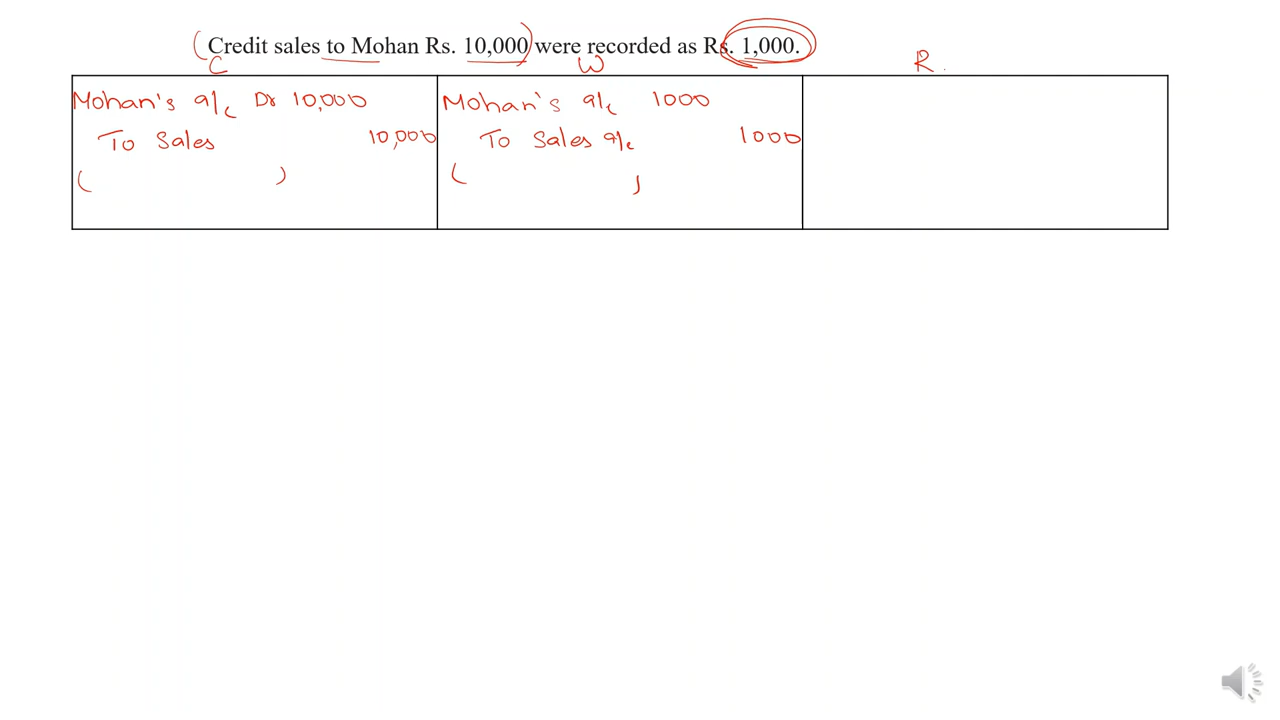 (Credit sales to Mohan Rs. 10,000) were recorded as Rs. 1,000.
C W R.
Mohan's a/c Dr 10,000
To Sales 10,000
( )
Mohan's a/c 1000
To Sales a/c 1000
( )